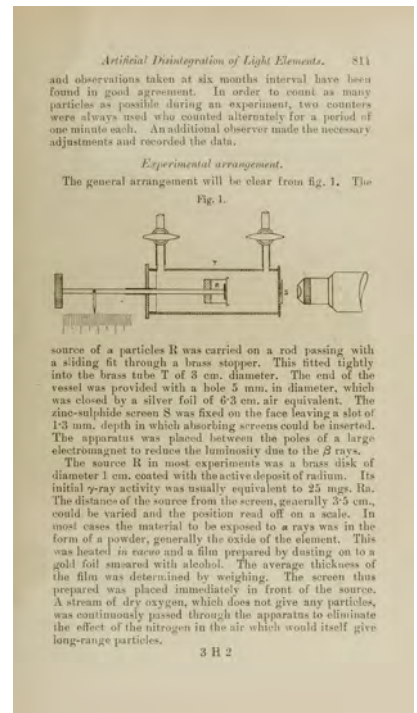 Artificial Disintegration of Light Elements. 811
and observations taken at six months interval have been
found in good agreement. In order to count as many
particles as possible during an experiment, two counters
were always used who counted alternately for a period of
one minute each. An additional observer made the necessary
adjustments and recorded the data.
Experimental arrangement.
The general arrangement will be clear from fig. 1. The
Fig. 1.
T
R
S
source of α particles R was carried on a rod passing with
a sliding fit through a brass stopper. This fitted tightly
into the brass tube T of 3 cm. diameter. The end of the
vessel was provided with a hole 5 mm. in diameter, which
was closed by a silver foil of 6·3 cm. air equivalent. The
zinc-sulphide screen S was fixed on the face leaving a slot of
1·3 mm. depth in which absorbing screens could be inserted.
The apparatus was placed between the poles of a large
electromagnet to reduce the luminosity due to the β rays.
The source R in most experiments was a brass disk of
diameter 1 cm. coated with the active deposit of radium. Its
initial γ-ray activity was usually equivalent to 25 mgs. Ra.
The distance of the source from the screen, generally 3·5 cm.,
could be varied and the position read off on a scale. In
most cases the material to be exposed to α rays was in the
form of a powder, generally the oxide of the element. This
was heated in vacuo and a film prepared by dusting on to a
gold foil smeared with alcohol. The average thickness of
the film was determined by weighing. The screen thus
prepared was placed immediately in front of the source.
A stream of dry oxygen, which does not give any particles,
was continuously passed through the apparatus to eliminate
the effect of the nitrogen in the air which would itself give
long-range particles.
3 H 2